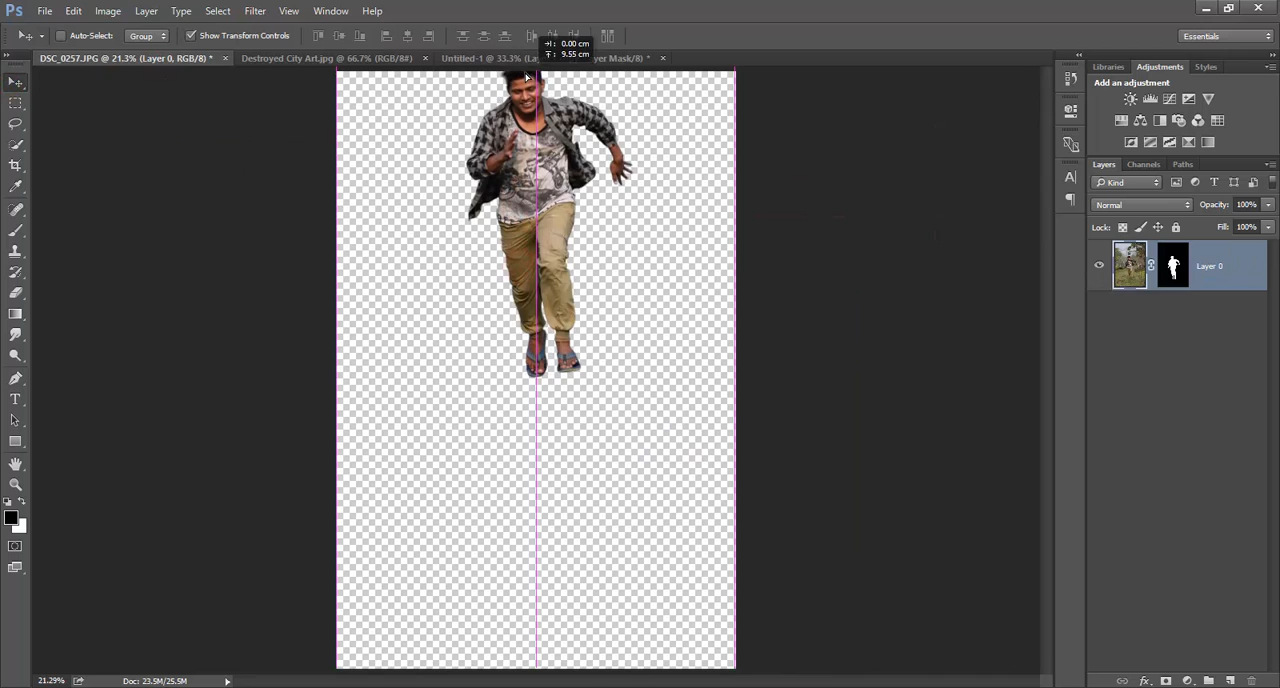 Ps File Edit Image Layer Type Select Filter View Window Help
Auto-Select: Group Show Transform Controls Essentials
0.00 cm
9.55 cm
DSC_0257.JPG @ 21.3% (Layer 0, RGB/8) * × Destroyed City Art.jpg @ 66.7% (RGB/8#) × Untitled-1 @ 33.3% (La yer Mask/8) * ×
Libraries Adjustments Styles
Add an adjustment
Layers Channels Paths
Kind
Normal Opacity: 100%
Lock: Fill: 100%
Layer 0
21.29% Doc: 23.5M/25.5M